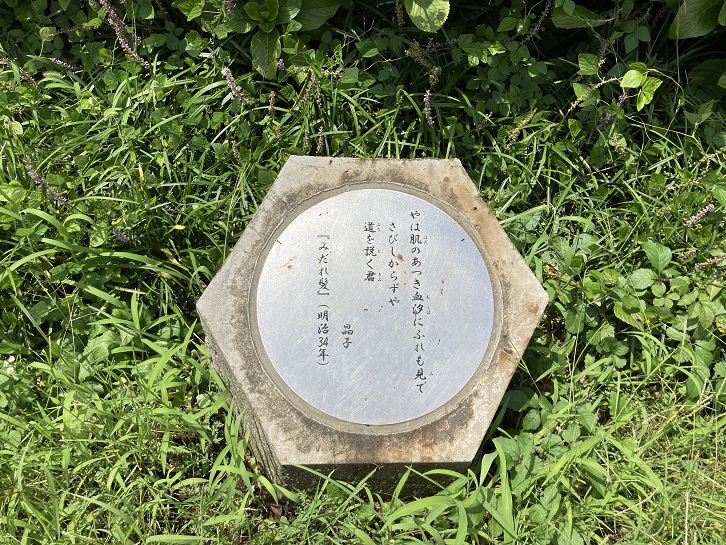 やは肌のあつき血汐にふれも見で
さびしからずや
道を説く君
晶子
『みだれ髪』(明治34年)